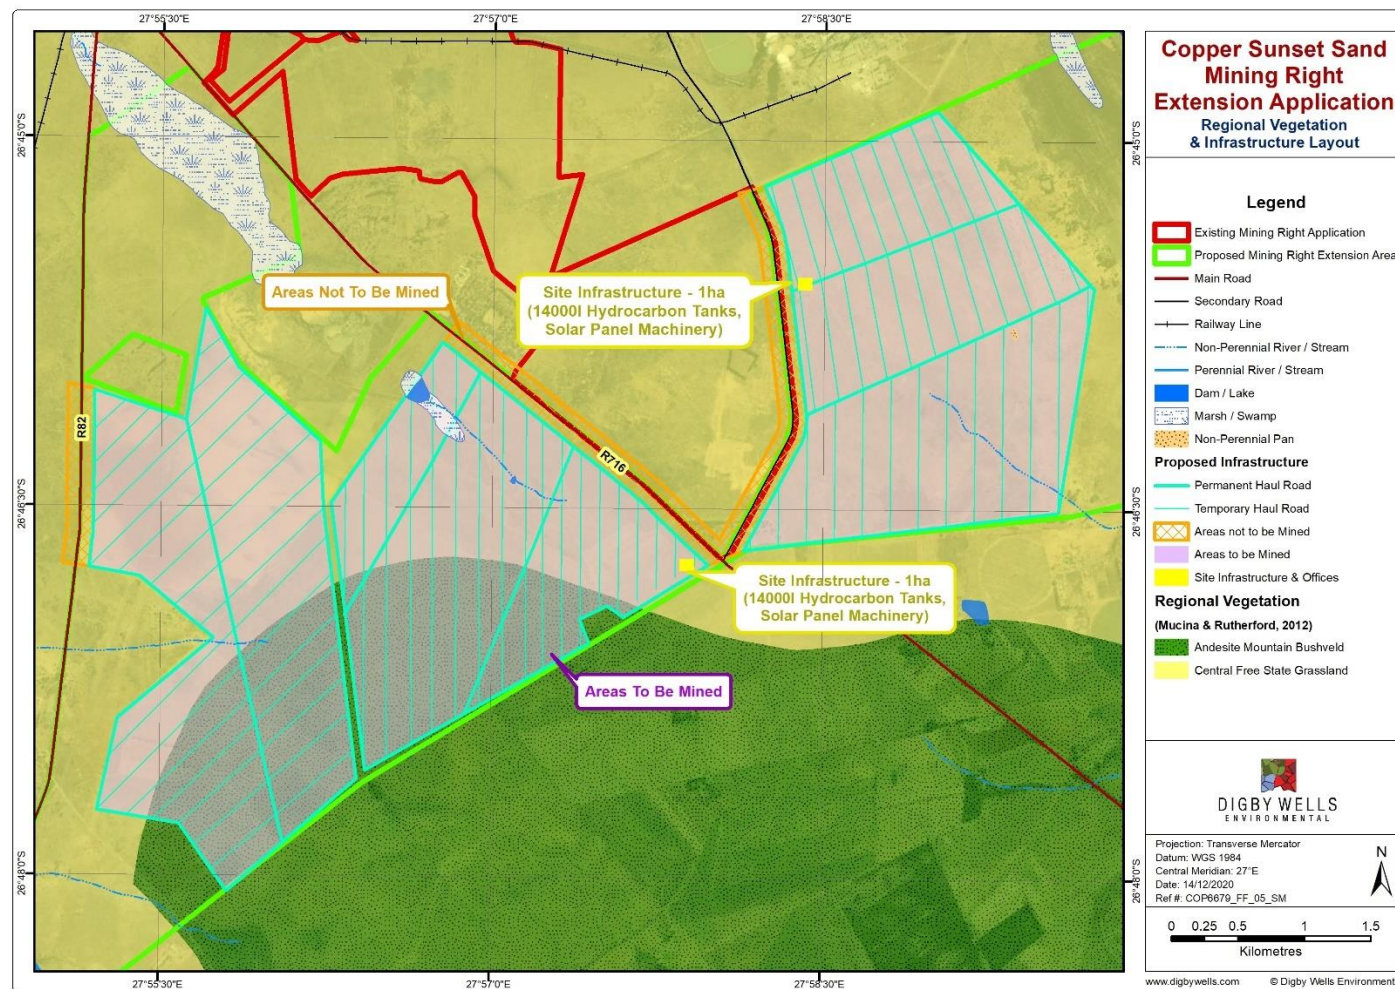 27°55'30"E
27°57'0"E
27°58'30"E
26°45'0"S
26°45'0"S
26°46'30"S
26°46'30"S
26°48'0"S
26°48'0"S
27°55'30"E
27°57'0"E
27°58'30"E
Areas Not To Be Mined
Site Infrastructure - 1ha
(14000l Hydrocarbon Tanks,
Solar Panel Machinery)
R82
R716
Site Infrastructure - 1ha
(14000l Hydrocarbon Tanks,
Solar Panel Machinery)
Areas To Be Mined
Copper Sunset Sand
Mining Right
Extension Application
Regional Vegetation
& Infrastructure Layout
Legend
Existing Mining Right Application
Proposed Mining Right Extension Area
Main Road
Secondary Road
Railway Line
Non-Perennial River / Stream
Perennial River / Stream
Dam / Lake
Marsh / Swamp
Non-Perennial Pan
Proposed Infrastructure
Permanent Haul Road
Temporary Haul Road
Areas not to be Mined
Areas to be Mined
Site Infrastructure & Offices
Regional Vegetation
(Mucina & Rutherford, 2012)
Andesite Mountain Bushveld
Central Free State Grassland
DIGBY WELLS
ENVIRONMENTAL
Projection: Transverse Mercator
Datum: WGS 1984
Central Meridian: 27°E
Date: 14/12/2020
Ref #: COP6679_FF_05_SM
N
0 0.25 0.5 1 1.5
Kilometres
www.digbywells.com © Digby Wells Environment